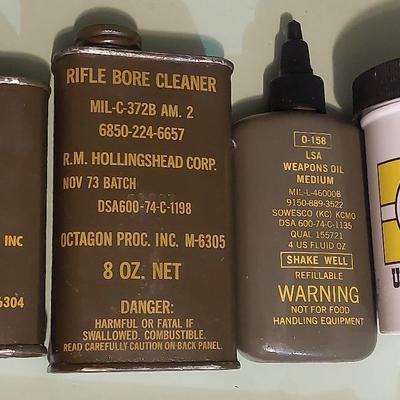 INC
6304
RIFLE BORE CLEANER
MIL-C-372B AM. 2
6850-224-6657
R.M. HOLLINGSHEAD CORP.
NOV 73 BATCH
DSA600-74-C-1198
OCTAGON PROC. INC. M-6305
8 OZ. NET
DANGER:
HARMFUL OR FATAL IF
SWALLOWED. COMBUSTIBLE.
READ CAREFULLY CAUTION ON BACK PANEL.
O-158
LSA
WEAPONS OIL
MEDIUM
MIL-L-46000B
9150-889-3522
SOWESCO (KC) KCMO
DSA 600-74-C-1135
QUAL 155721
4 US FLUID OZ
SHAKE WELL
REFILLABLE
WARNING
NOT FOR FOOD
HANDLING EQUIPMENT
U